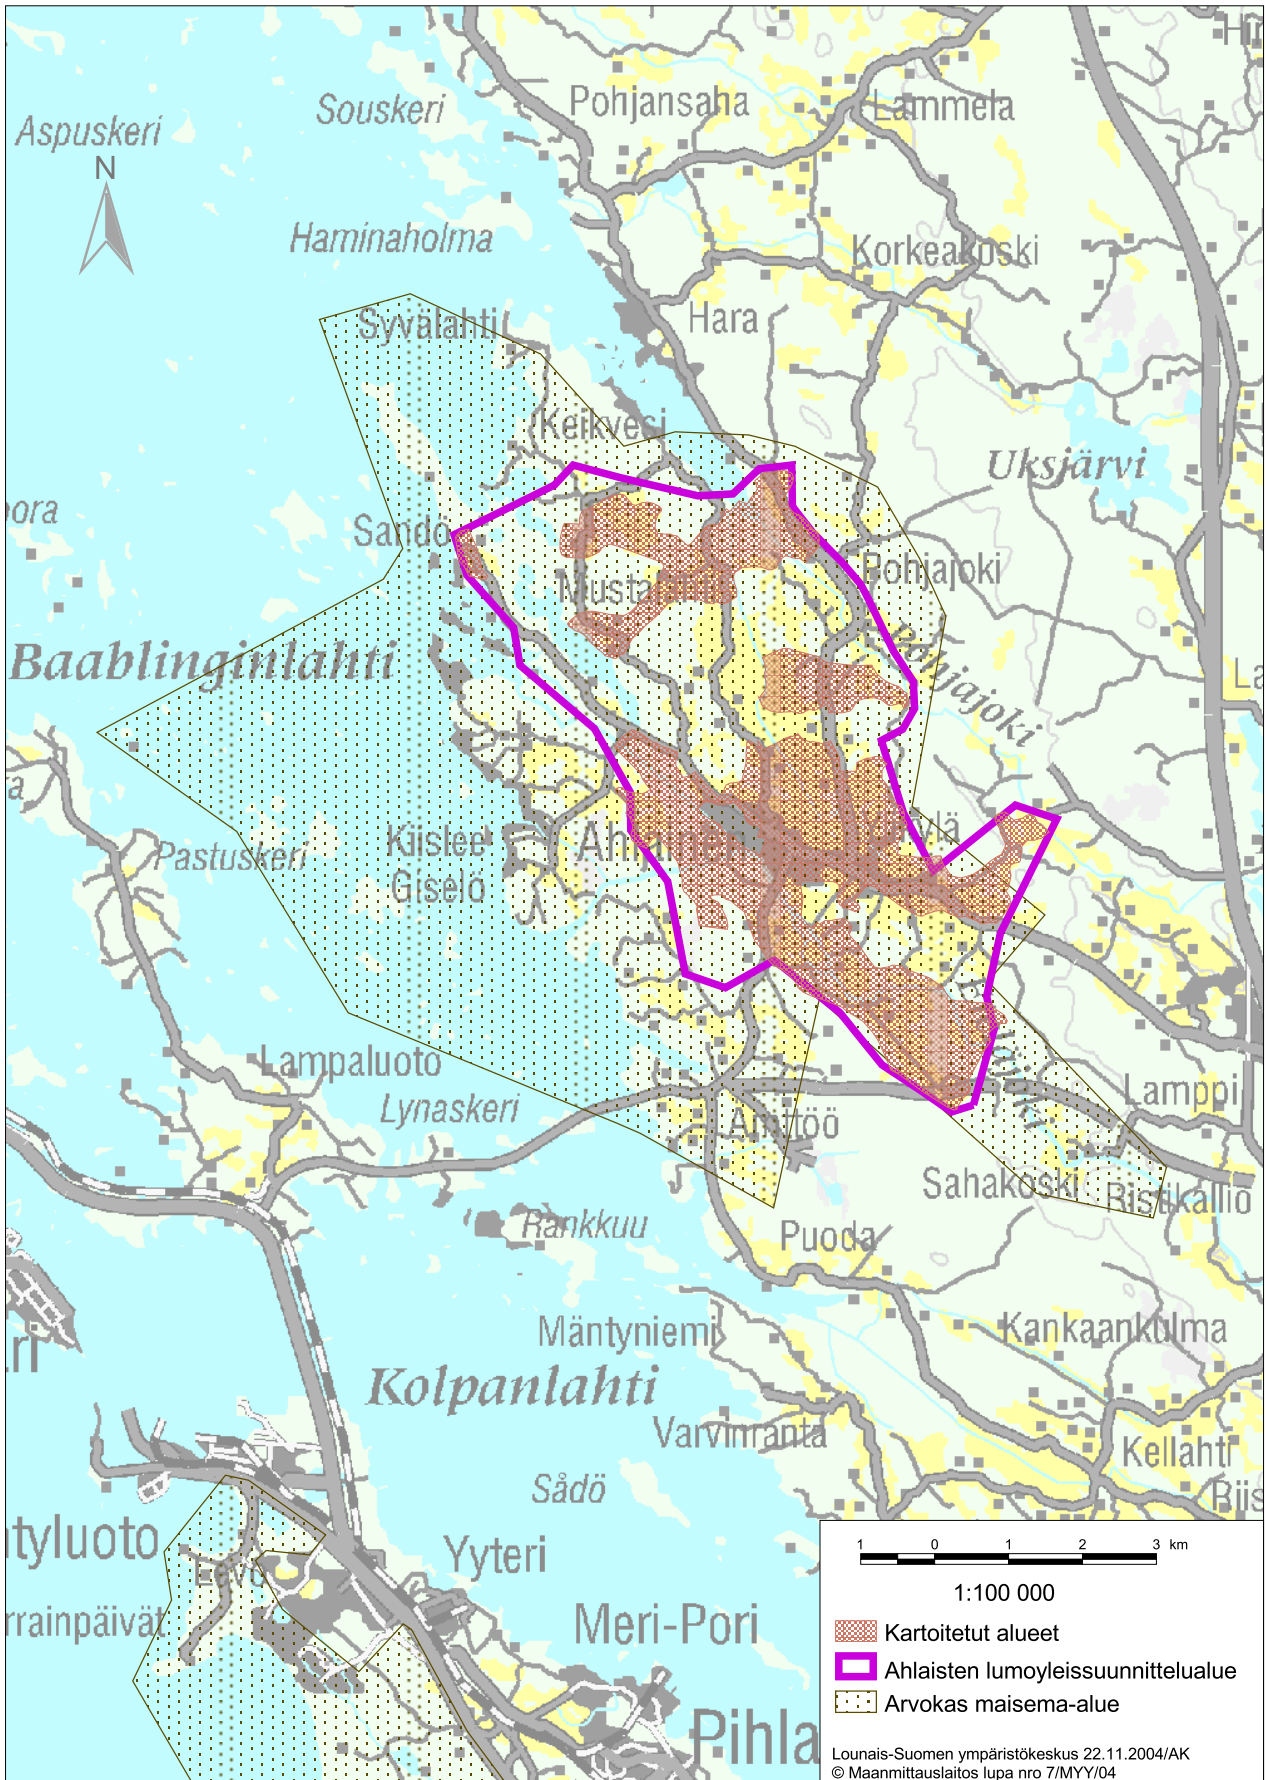 Souskeri
Pohjansaha
Lammela
Aspuskeri
N
Haminaholma
Korkeakoski
Syvälahti
Hara
Keikvesi
Uksjärvi
Sandö
Pohjajoki
Baablinginlahti
Pohjajoki
Pastuskeri
Kiislee
Giselö
Ahlainen
Lampaluoto
Lynaskeri
Lamppi
Sahakoski
Ristikallio
Rankkuu
Puoda
Mäntyniemi
Kankaankulma
Kolpanlahti
Varvinranta
Kellahti
Sådö
Yyteri
Meri-Pori
1 0 1 2 3 km
1:100 000
Kartoitetut alueet
Ahlaisten lumoyleissuunnittelualue
Arvokas maisema-alue
Lounais-Suomen ympäristökeskus 22.11.2004/AK
© Maanmittauslaitos lupa nro 7/MYY/04